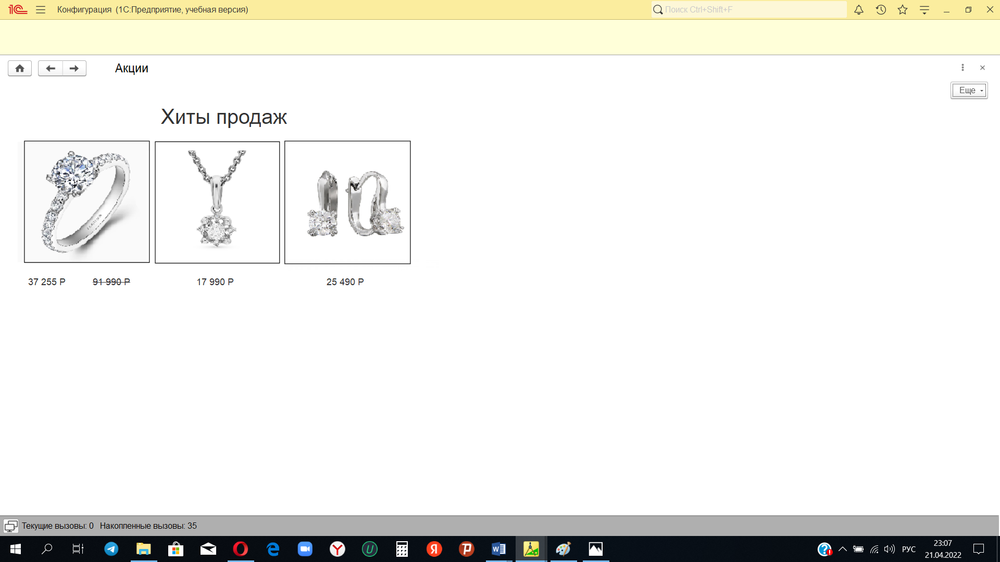 1С Конфигурация (1С:Предприятие, учебная версия) Поиск Ctrl+Shift+F
Акции
Еще
Хиты продаж
37 255 Р 91 990 Р 17 990 Р 25 490 Р
Текущие вызовы: 0 Накопленные вызовы: 35
РУС 23:07
21.04.2022